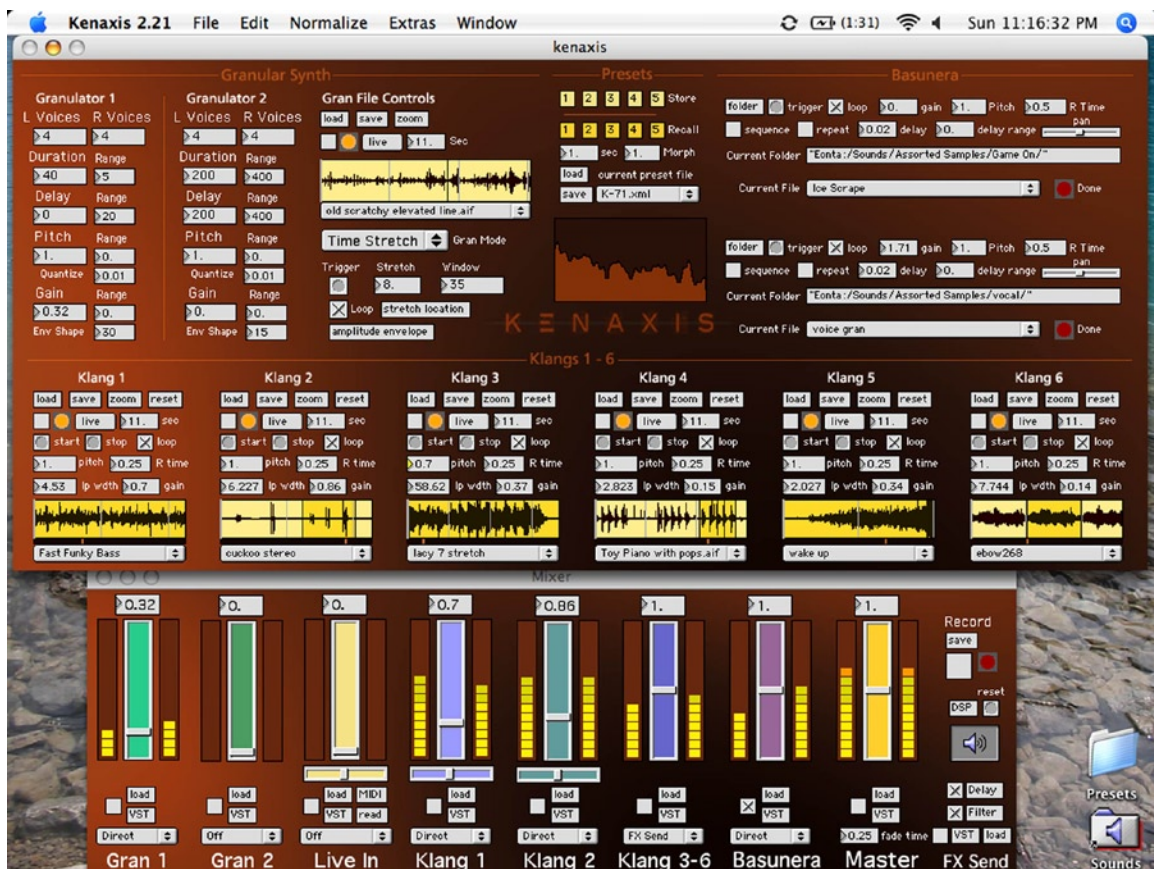 Kenaxis 2.21 File Edit Normalize Extras Window (1:31) Sun 11:16:32 PM
kenaxis
Granular Synth
Granulator 1 Granulator 2
L Voices R Voices L Voices R Voices
4 4 4 4
Duration Range Duration Range
40 5 200 400
Delay Range Delay Range
0 20 200 400
Pitch Range Pitch Range
1. 0. 1. 0.
Quantize 0.01 Quantize 0.01
Gain Range Gain Range
0.32 0. 0. 0.
Env Shape 30 Env Shape 15
Gran File Controls
load save zoom
live 11. Sec
old scratchy elevated line.aif
Time Stretch Gran Mode
Trigger Stretch Window
8. 35
Loop stretch location
amplitude envelope
Presets
1 2 3 4 5 Store
1 2 3 4 5 Recall
1. sec 1. Morph
load current preset file
save K-71.xml
KENAXIS
Basunera
folder trigger loop 0. gain 1. Pitch 0.5 R Time
pan
sequence repeat 0.02 delay 0. delay range
Current Folder "Eonta:/Sounds/Assorted Samples/Game On/"
Current File Ice Scrape Done
folder trigger loop 1.71 gain 1. Pitch 0.5 R Time
pan
sequence repeat 0.02 delay 0. delay range
Current Folder "Eonta:/Sounds/Assorted Samples/vocal/"
Current File voice gran Done
Klangs 1 - 6
Klang 1 Klang 2 Klang 3 Klang 4 Klang 5 Klang 6
load save zoom reset load save zoom reset load save zoom reset load save zoom reset load save zoom reset load save zoom reset
live 11. sec live 11. sec live 11. sec live 11. sec live 11. sec live 11. sec
start stop loop start stop loop start stop loop start stop loop start stop loop start stop loop
1. pitch 0.25 R time 1. pitch 0.25 R time 0.7 pitch 0.25 R time 1. pitch 0.25 R time 1. pitch 0.25 R time 1. pitch 0.25 R time
4.53 lp wdth 0.7 gain 6.227 lp wdth 0.86 gain 58.62 lp wdth 0.37 gain 2.823 lp wdth 0.15 gain 2.027 lp wdth 0.34 gain 7.744 lp wdth 0.14 gain
Fast Funky Bass cuckoo stereo lacy 7 stretch Toy Piano with pops.aif wake up ebow268
Mixer
0.32 0. 0. 0.7 0.86 1. 1. 1.
Record
save
reset
DSP
load load load MIDI load load load load load Delay
VST VST VST read VST VST VST VST VST Filter
Direct Off Off Direct Direct FX Send Direct 0.25 fade time VST load
Gran 1 Gran 2 Live In Klang 1 Klang 2 Klang 3-6 Basunera Master FX Send
Presets
Sounds